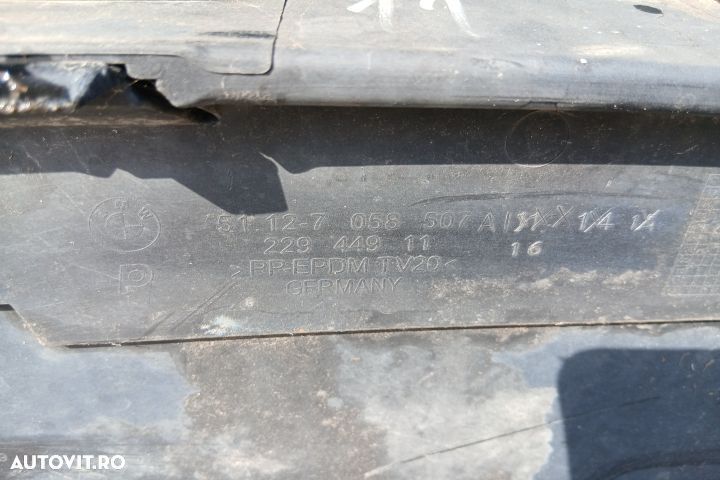 51.12-7 058 507 A
229 449 11
16
>PP-EPDM TV20<
GERMANY
AUTOVIT.RO